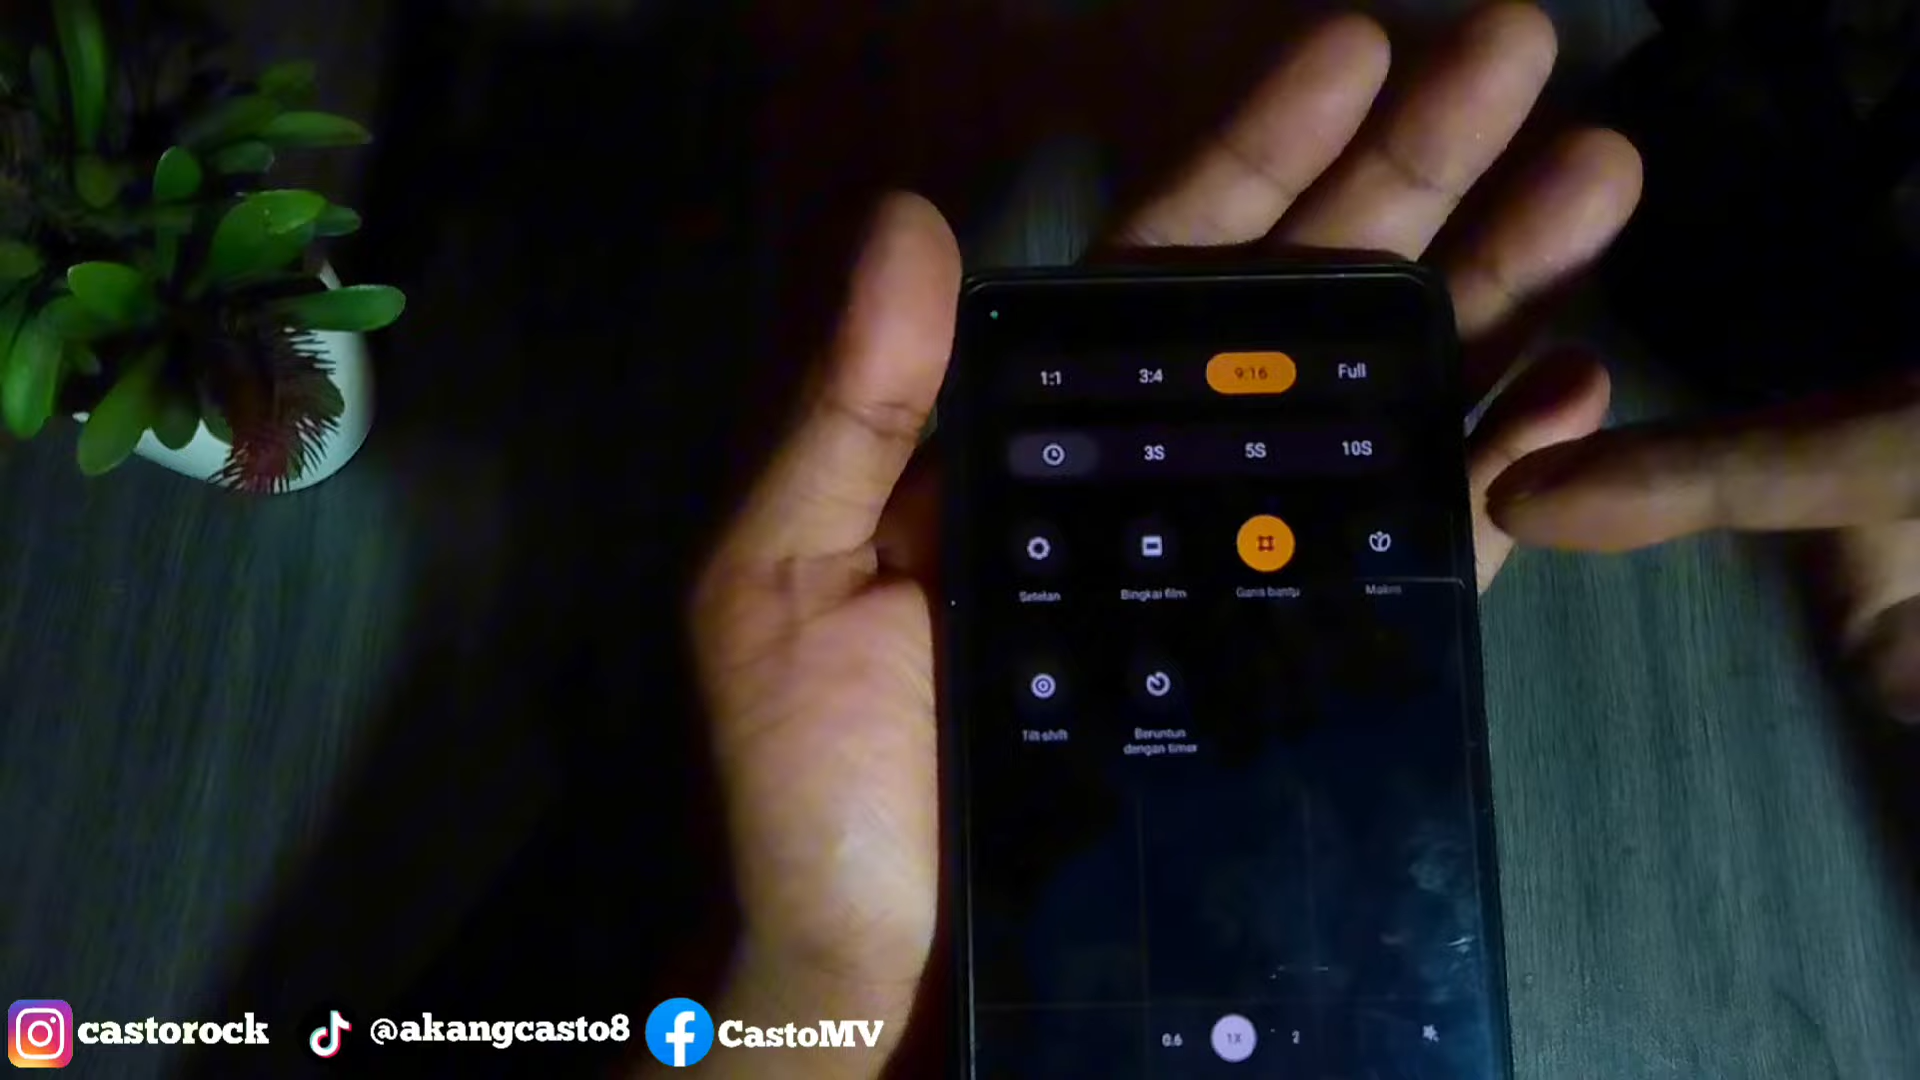 1:1 3:4 9:16 Full
3S 5S 10S
Setelan Bingkai film Garis bantu Makro
Tilt-shift Beruntun
dengan timer
0.6 1X 2
castorock @akangcasto8 CastoMV